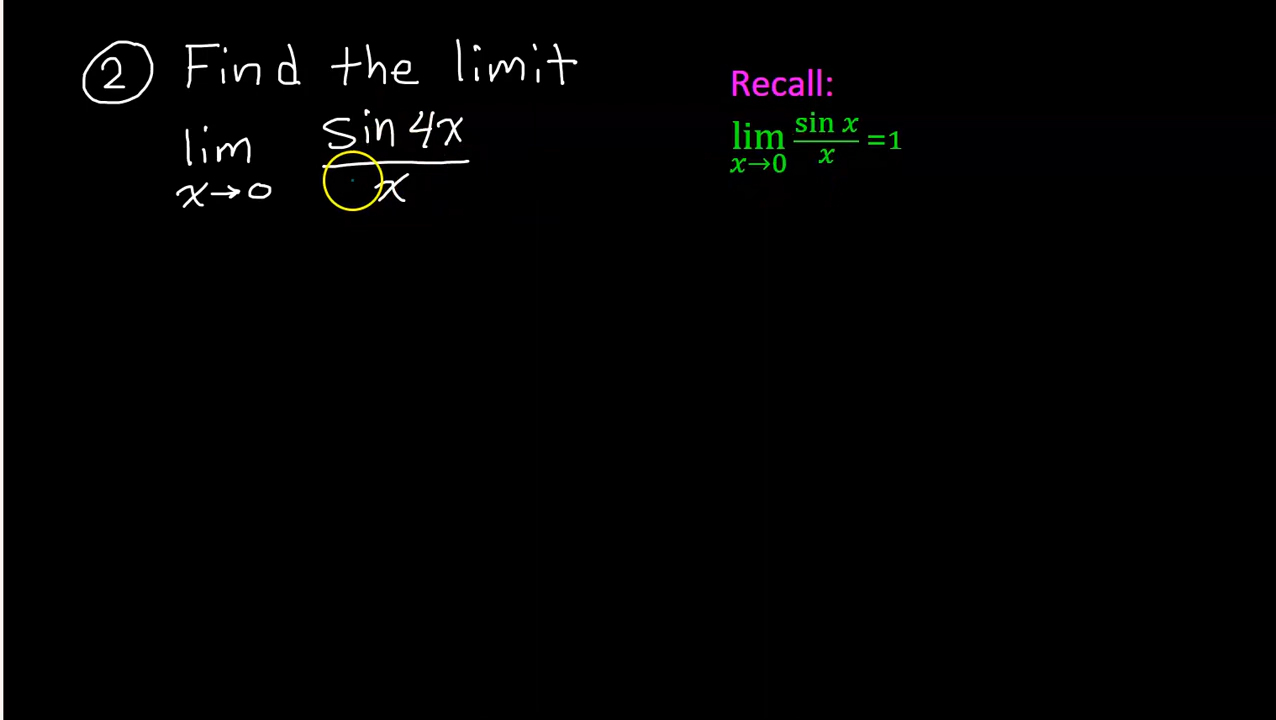 ② Find the limit
lim x→0 sin 4x / x
Recall:
lim x→0 sin x / x =1